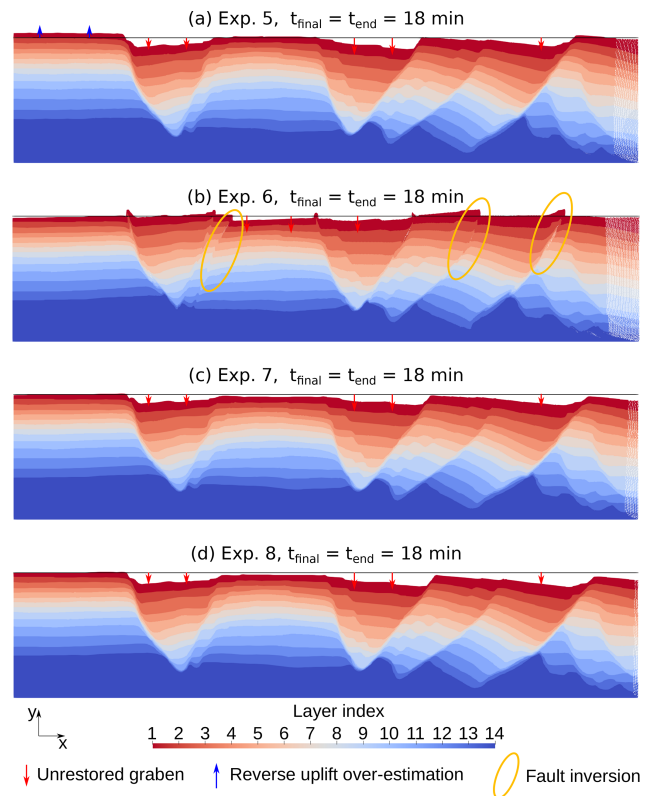 (a) Exp. 5, t_final = t_end = 18 min
(b) Exp. 6, t_final = t_end = 18 min
(c) Exp. 7, t_final = t_end = 18 min
(d) Exp. 8, t_final = t_end = 18 min
y
x
Layer index
1 2 3 4 5 6 7 8 9 10 11 12 13 14
Unrestored graben
Reverse uplift over-estimation
Fault inversion